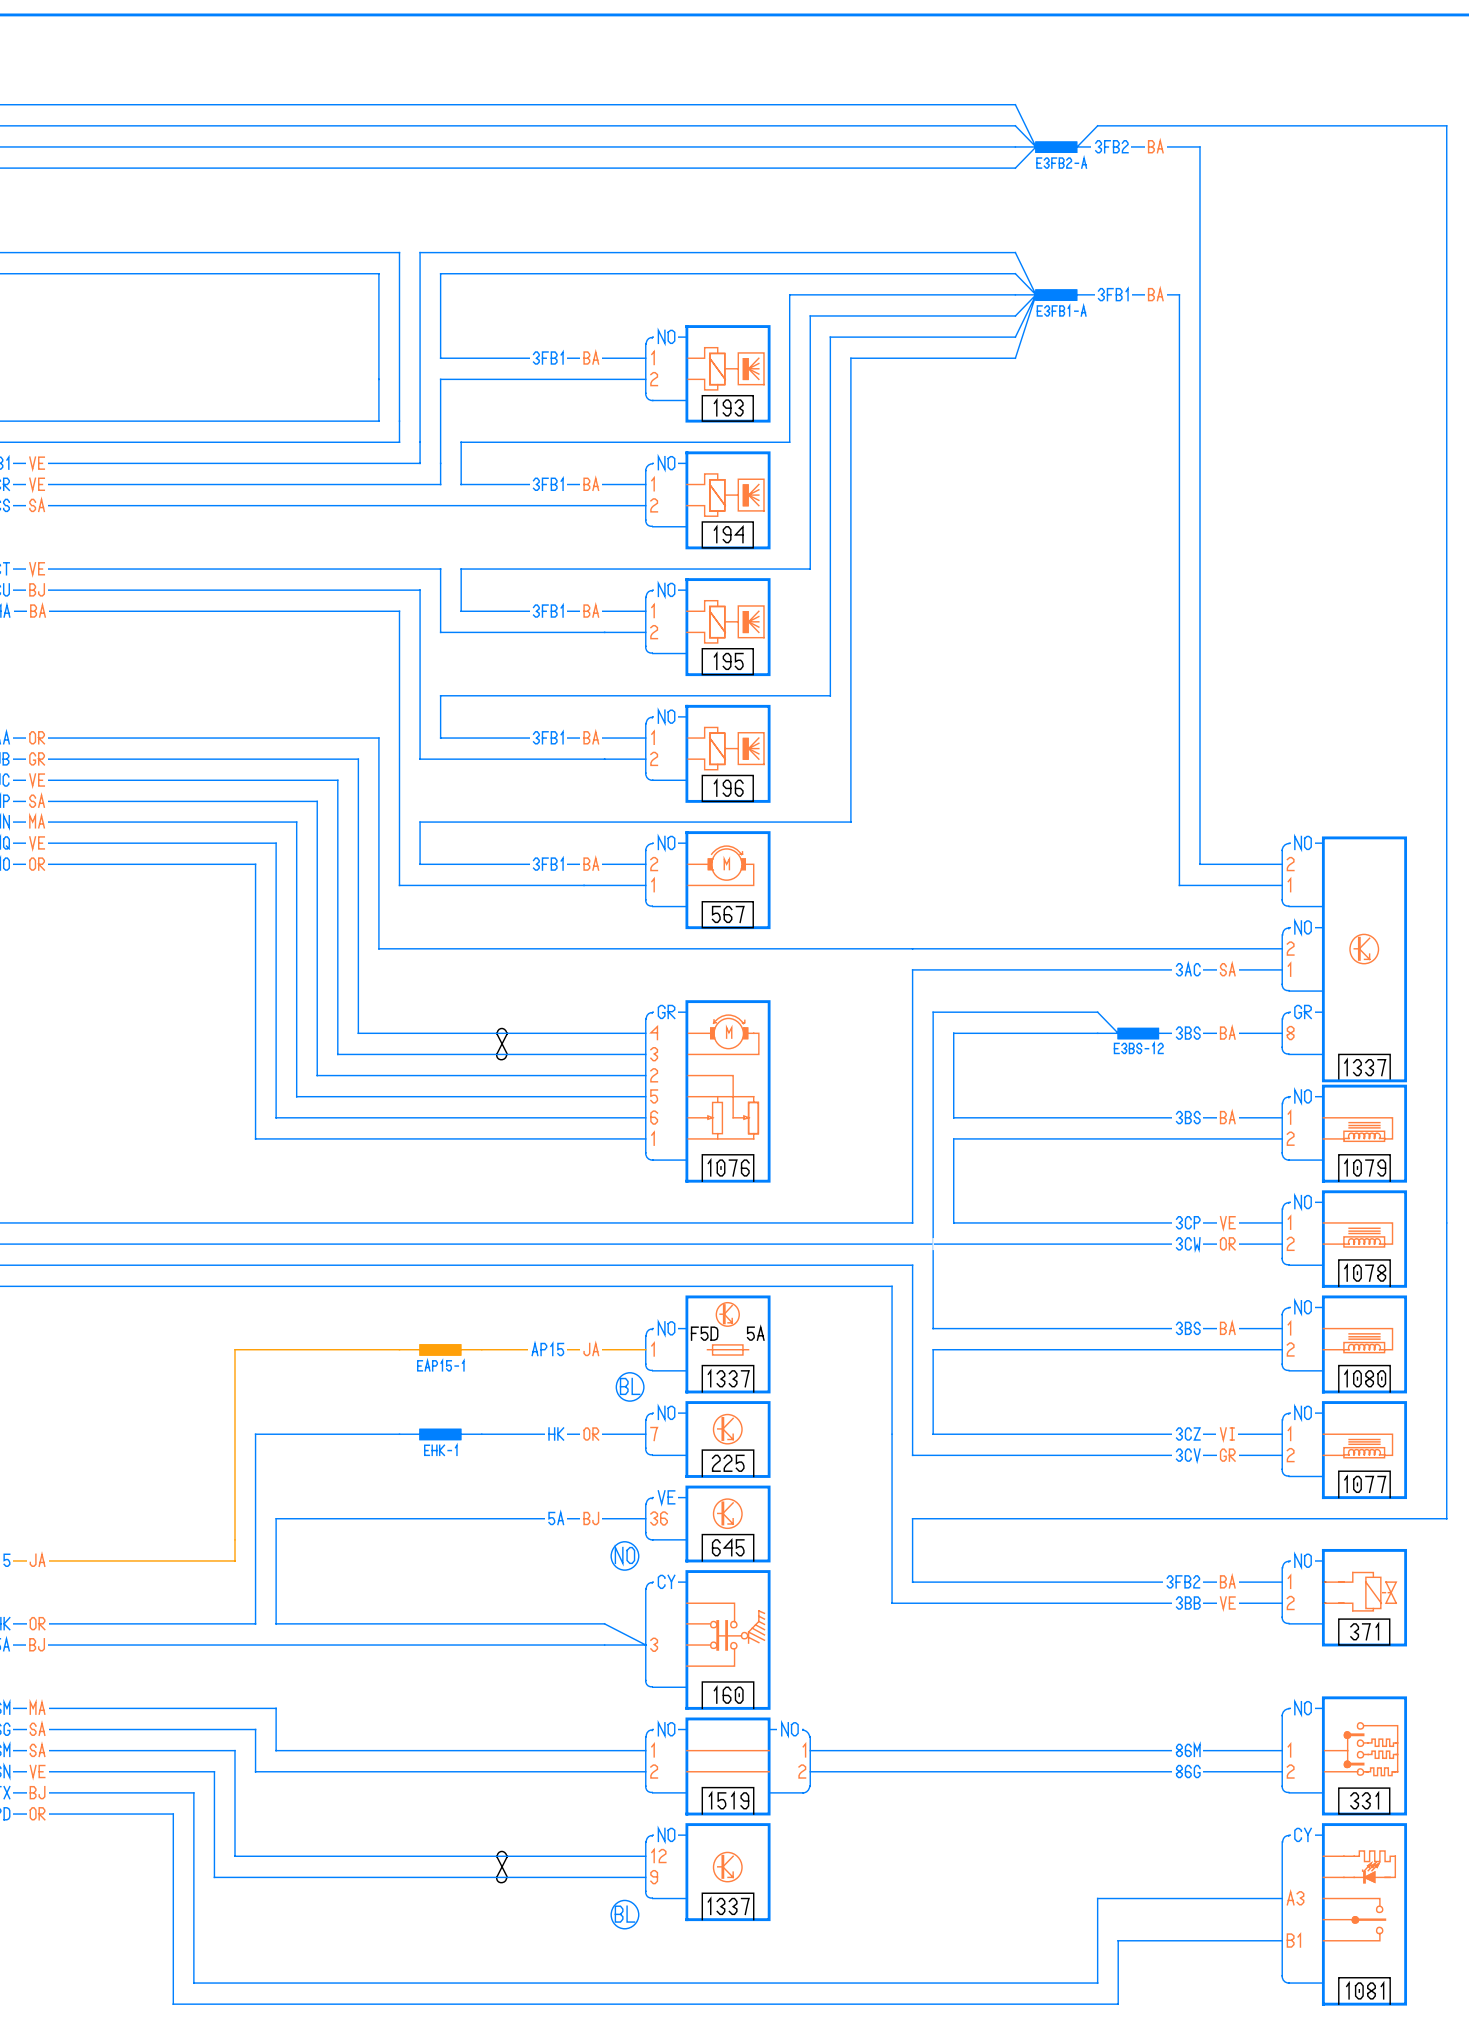 3FB2 BA
E3FB2-A
3FB1 BA
E3FB1-A
NO
3FB1 BA 1
2
193
VE
NO
R VE
3FB1 BA 1
S SA
2
194
T VE
U BJ
NO
A BA
3FB1 BA 1
2
195
NO
A OR
3FB1 BA 1
B GR
2
C VE
196
P SA
N MA
Q VE
NO
NO
O OR
3FB1 BA 2
2
1
1
M
567
NO
2
3AC SA 1
GR
GR
4
3
2
5
6
1
M
1076
E3BS-12
3BS BA 8
1337
NO
3BS BA 1
2
1079
NO
3CP VE 1
3CW OR 2
1078
NO
F5D 5A
EAP15-1
AP15 JA 1
1337
BL
NO
3BS BA 1
2
1080
NO
EHK-1
HK OR 7
225
NO
3CZ VI 1
3CV GR 2
1077
VE
5A BJ 36
645
NO
5 JA
CY
3
160
K OR
A BJ
NO
3FB2 BA 1
3BB VE 2
371
M MA
G SA
M SA
N VE
X BJ
D OR
NO
1
2
1519
NO
1
2
86M
86G
NO
1
2
331
NO
12
9
1337
BL
CY
A3
B1
1081